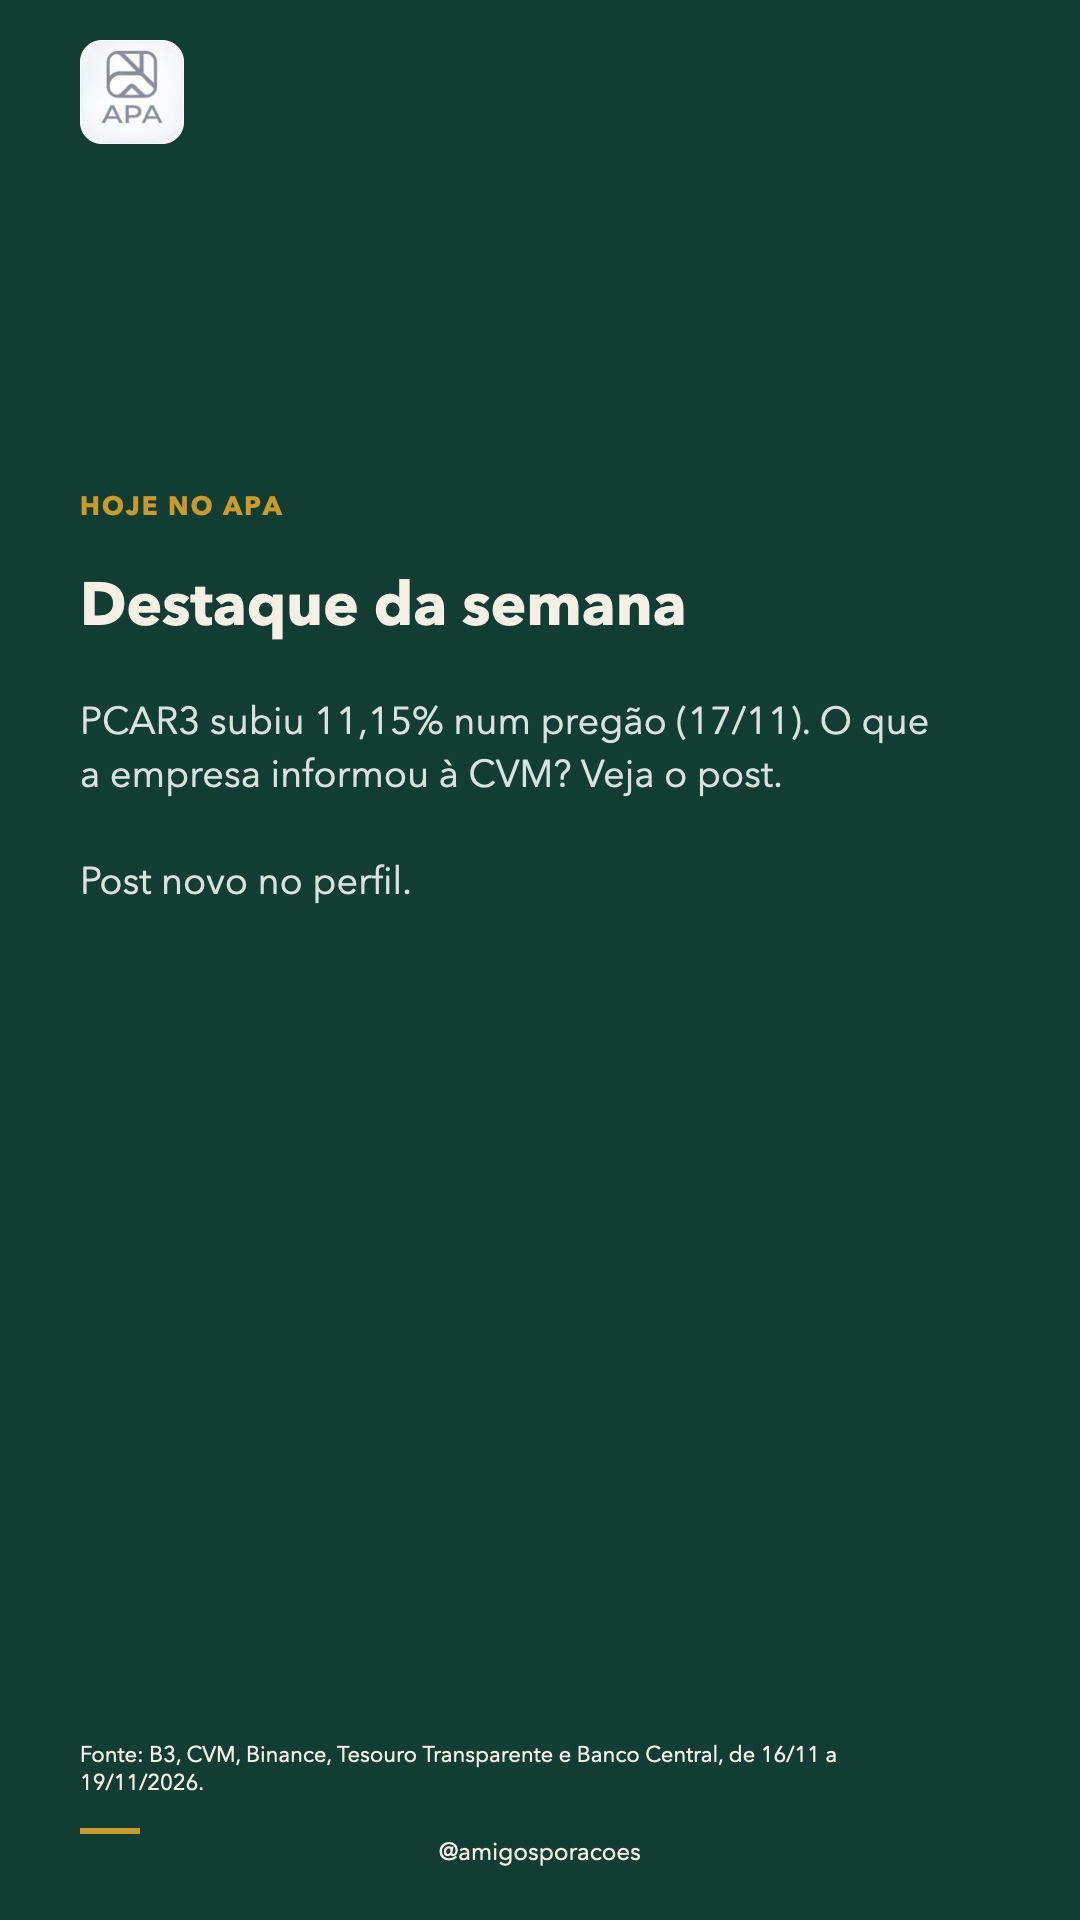 APA
HOJE NO APA
Destaque da semana
PCAR3 subiu 11,15% num pregão (17/11). O que
a empresa informou à CVM? Veja o post.
Post novo no perfil.
Fonte: B3, CVM, Binance, Tesouro Transparente e Banco Central, de 16/11 a
19/11/2026.
@amigosporacoes